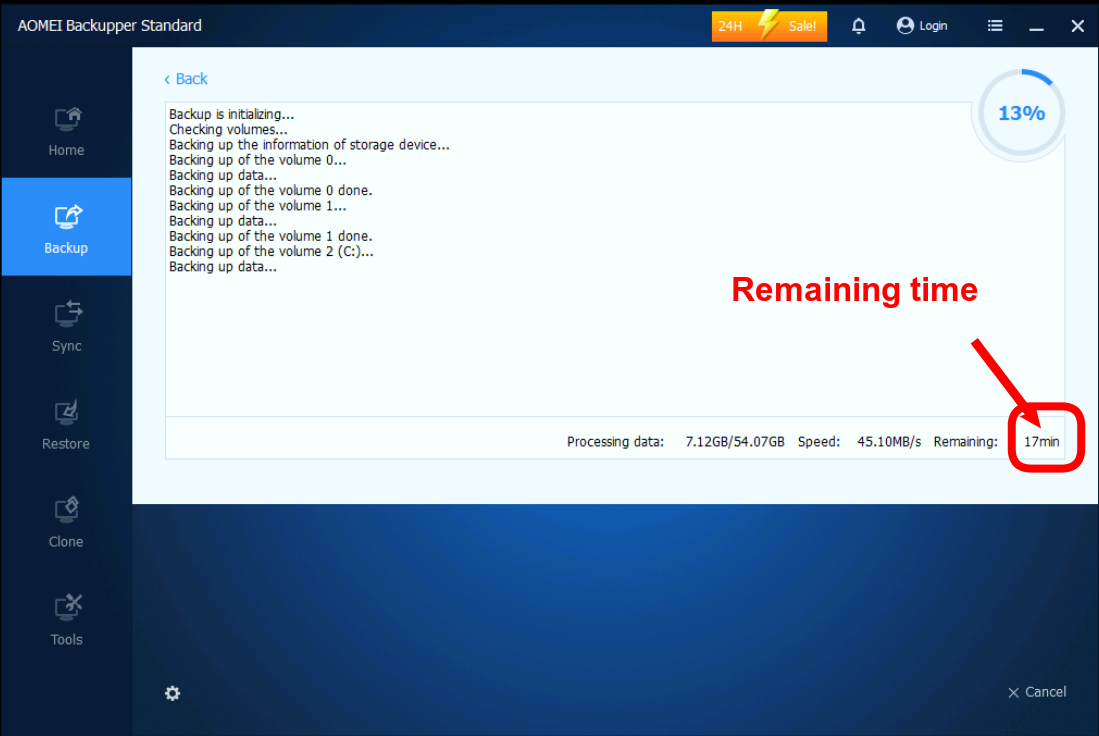 AOMEI Backupper Standard
24H Sale!
Login
‹ Back
13%
Home
Backup
Sync
Restore
Clone
Tools
Backup is initializing...
Checking volumes...
Backing up the information of storage device...
Backing up of the volume 0...
Backing up data...
Backing up of the volume 0 done.
Backing up of the volume 1...
Backing up data...
Backing up of the volume 1 done.
Backing up of the volume 2 (C:)...
Backing up data...
Remaining time
Processing data: 7.12GB/54.07GB Speed: 45.10MB/s Remaining: 17min
Cancel